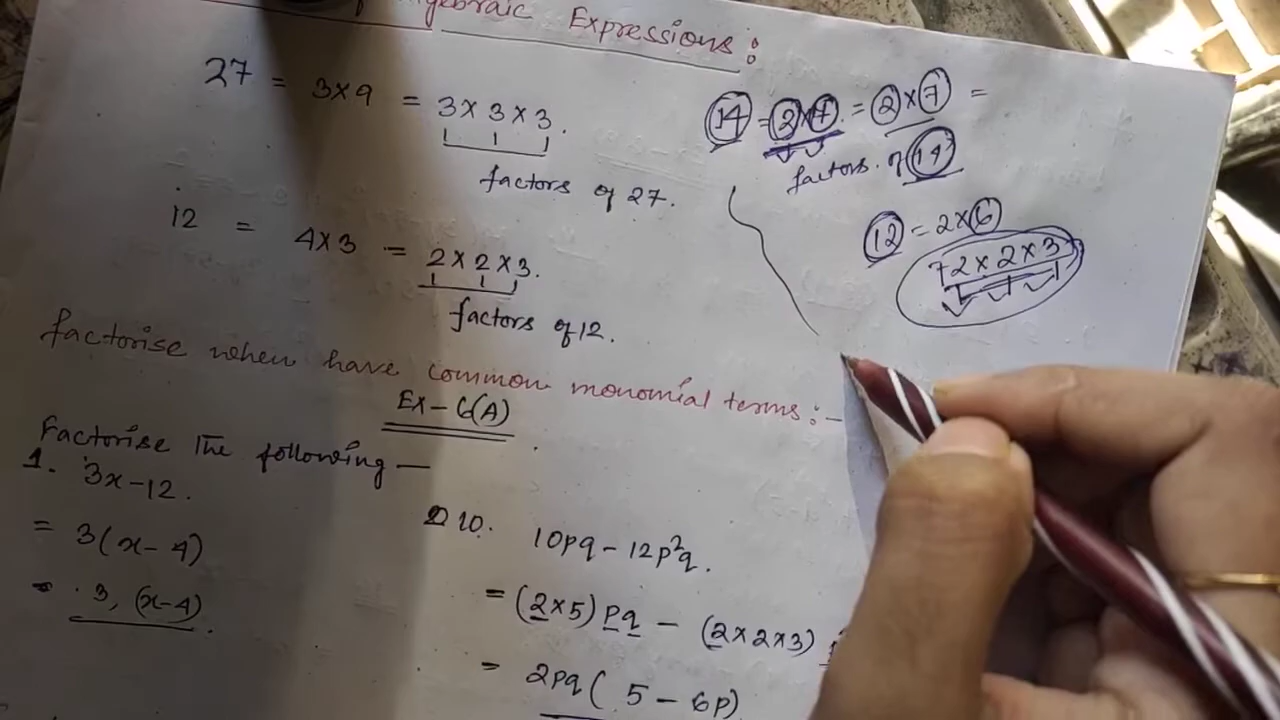 Algebraic Expressions:
27 = 3×9 = 3×3×3.
factors of 27.
12 = 4×3 = 2×2×3.
factors of 12.
14 = 2×7. = 2×7 =
factors. of 14
12 = 2×6
2×2×3
factorise when have common monomial terms:-
Ex-6(A)
Factorise The following—
1. 3x-12.
= 3(x-4)
3, (x-4).
10. 10pq-12p²q.
= (2×5)pq - (2×2×3)
= 2pq( 5-6p)